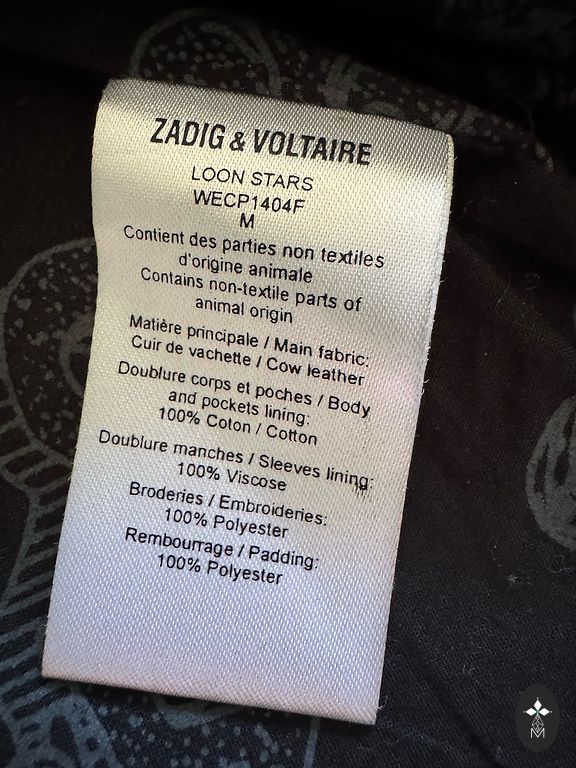 ZADIG & VOLTAIRE
LOON STARS
WECP1404F
M
Contient des parties non textiles
d'origine animale
Contains non-textile parts of
animal origin
Matière principale / Main fabric:
Cuir de vachette / Cow leather
Doublure corps et poches / Body
and pockets lining:
100% Coton / Cotton
Doublure manches / Sleeves lining:
100% Viscose
Broderies / Embroideries:
100% Polyester
Rembourrage / Padding:
100% Polyester
M